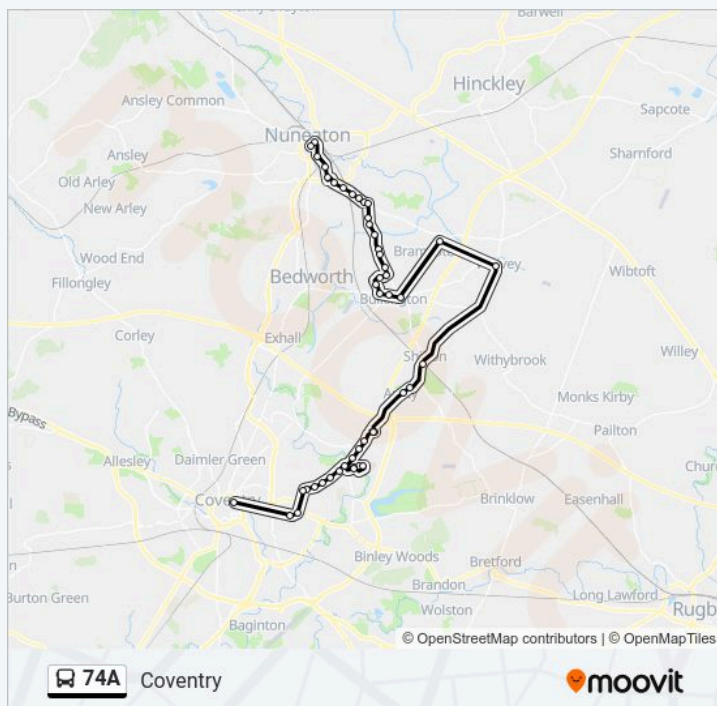 Barwell
Hinckley
Ansley Common
Sapcote
Nuneaton
Sharnford
Ansley
Old Arley
New Arley
Wood End
Wibtoft
Bedworth
Fillongley
Corley
Exhall
Withybrook
Willey
Monks Kirby
Bypass
Pailton
Allesley
Daimler Green
Coventry
Brinklow
Easenhall
Binley Woods
Bretford
Brandon
Long Lawford
Burton Green
Wolston
Rugb
Baginton
© OpenStreetMap contributors | © OpenMapTiles
74A Coventry moovit